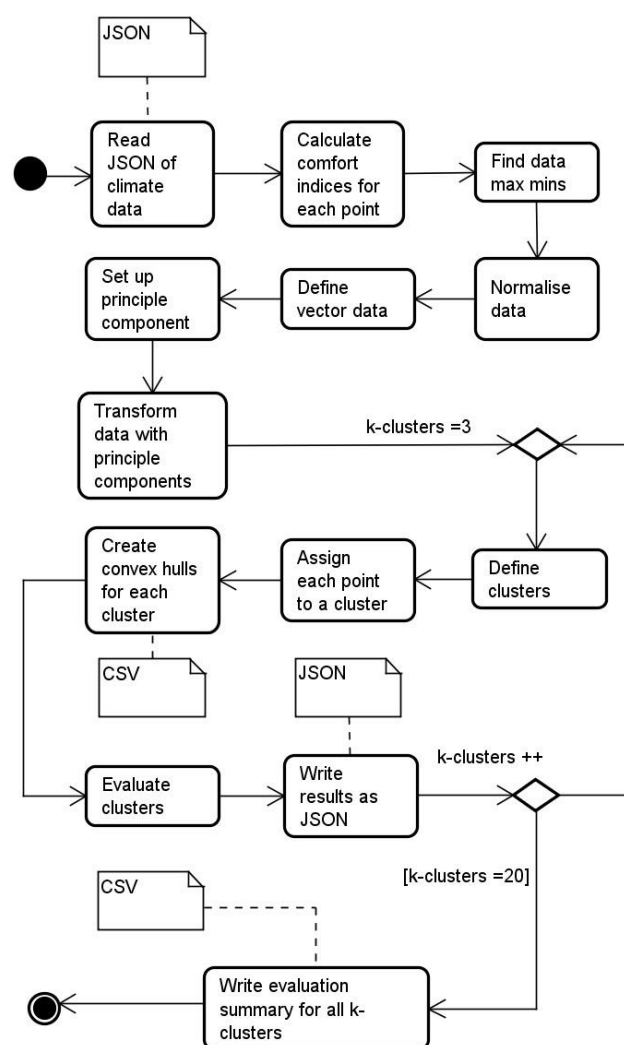 JSON
Read
JSON of
climate
data
Calculate
comfort
indices for
each point
Find data
max mins
Set up
principle
component
Define
vector data
Normalise
data
Transform
data with
principle
components
k-clusters =3
Create
convex hulls
for each
cluster
Assign
each point
to a cluster
Define
clusters
CSV
JSON
Evaluate
clusters
Write
results as
JSON
k-clusters ++
CSV
[k-clusters =20]
Write evaluation
summary for all k-
clusters